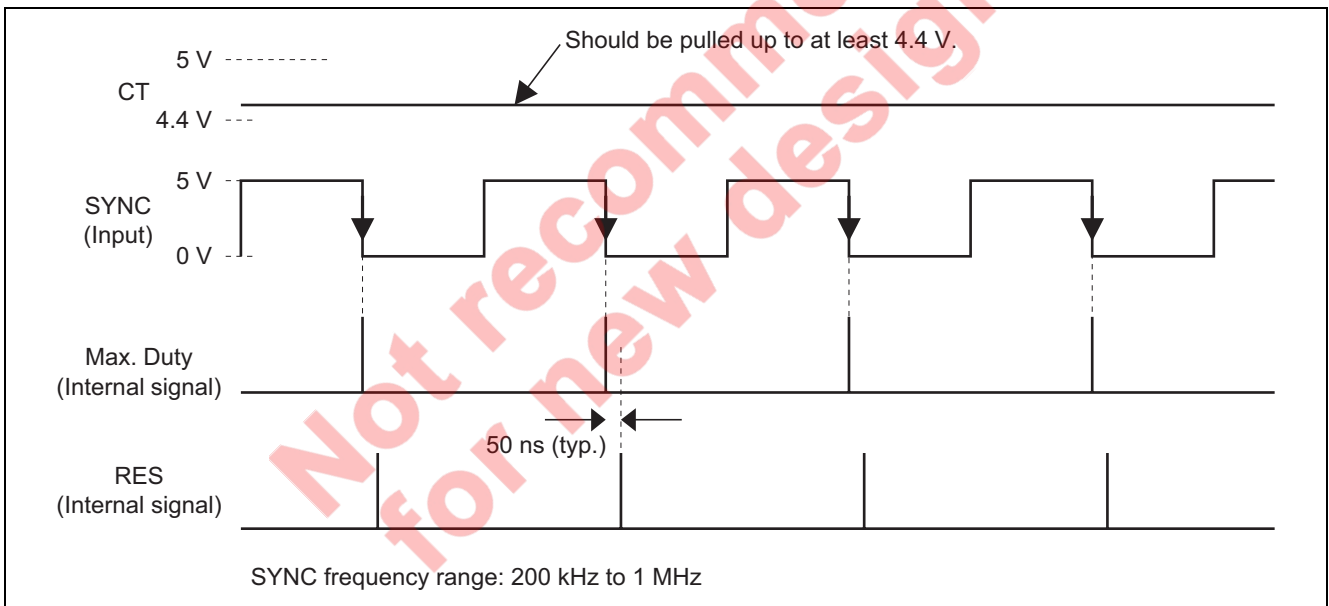 Should be pulled up to at least 4.4 V.
5 V
CT
4.4 V
5 V
SYNC
(Input)
0 V
Max. Duty
(Internal signal)
50 ns (typ.)
RES
(Internal signal)
SYNC frequency range: 200 kHz to 1 MHz
Not recomme
for new desig